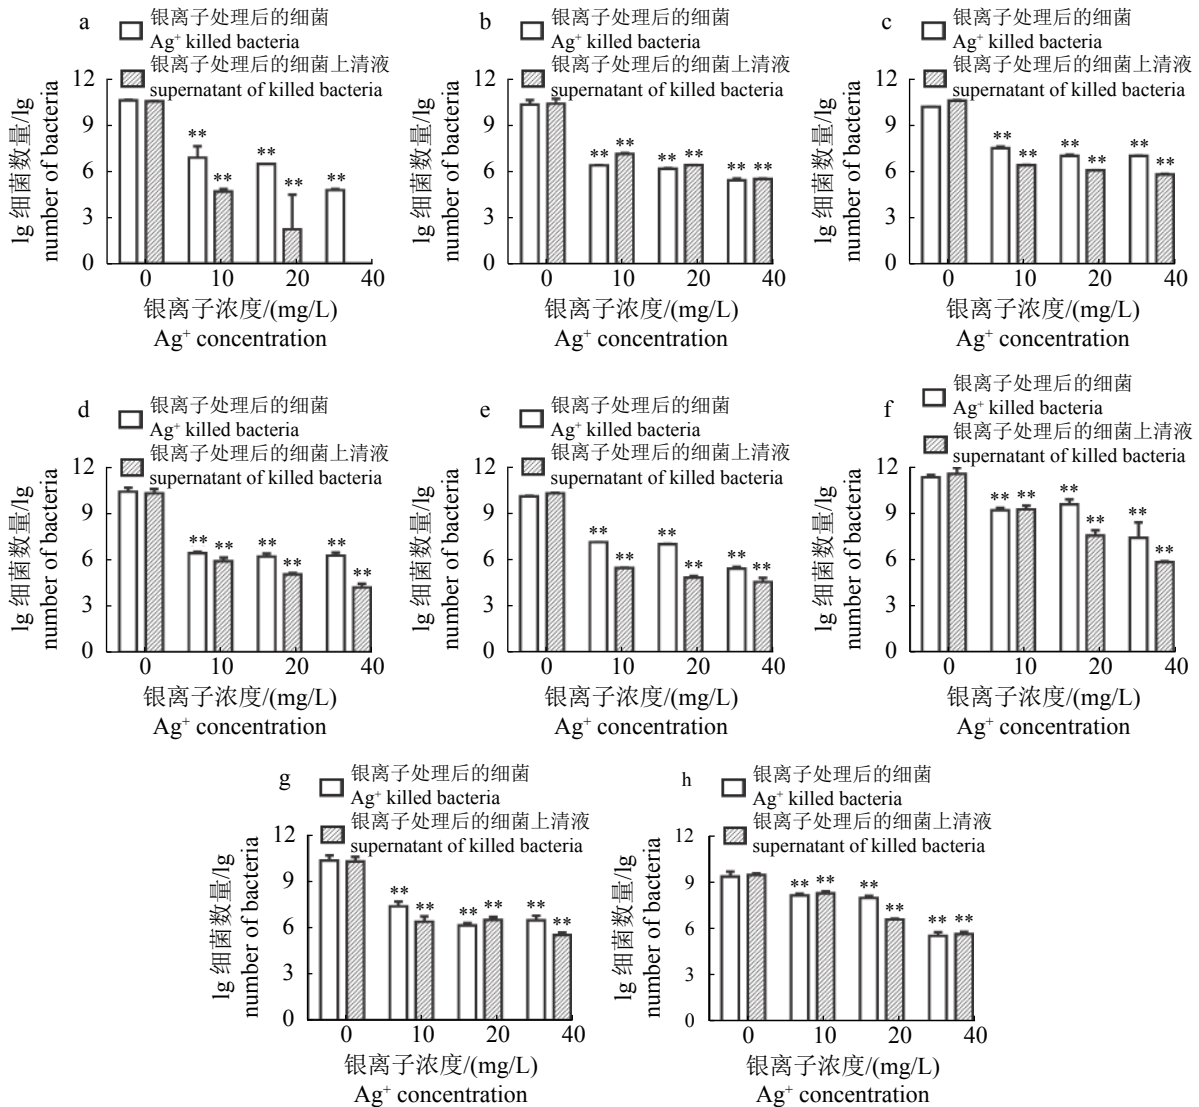 a
银离子处理后的细菌
Ag⁺ killed bacteria
银离子处理后的细菌上清液
supernatant of killed bacteria
lg 细菌数量/lg
number of bacteria
12
9
6
3
0
** ** ** ** **
0 10 20 40
银离子浓度/(mg/L)
Ag⁺ concentration
b
银离子处理后的细菌
Ag⁺ killed bacteria
银离子处理后的细菌上清液
supernatant of killed bacteria
lg 细菌数量/lg
number of bacteria
12
9
6
3
0
** ** ** ** ** **
0 10 20 40
银离子浓度/(mg/L)
Ag⁺ concentration
c
银离子处理后的细菌
Ag⁺ killed bacteria
银离子处理后的细菌上清液
supernatant of killed bacteria
lg 细菌数量/lg
number of bacteria
12
9
6
3
0
** ** ** ** ** **
0 10 20 40
银离子浓度/(mg/L)
Ag⁺ concentration
d
银离子处理后的细菌
Ag⁺ killed bacteria
银离子处理后的细菌上清液
supernatant of killed bacteria
lg 细菌数量/lg
number of bacteria
12
9
6
3
0
** ** ** ** ** **
0 10 20 40
银离子浓度/(mg/L)
Ag⁺ concentration
e
银离子处理后的细菌
Ag⁺ killed bacteria
银离子处理后的细菌上清液
supernatant of killed bacteria
lg 细菌数量/lg
number of bacteria
12
9
6
3
0
** ** ** ** ** **
0 10 20 40
银离子浓度/(mg/L)
Ag⁺ concentration
f
银离子处理后的细菌
Ag⁺ killed bacteria
银离子处理后的细菌上清液
supernatant of killed bacteria
lg 细菌数量/lg
number of bacteria
12
9
6
3
0
** ** ** ** ** **
0 10 20 40
银离子浓度/(mg/L)
Ag⁺ concentration
g
银离子处理后的细菌
Ag⁺ killed bacteria
银离子处理后的细菌上清液
supernatant of killed bacteria
lg 细菌数量/lg
number of bacteria
12
9
6
3
0
** ** ** ** ** **
0 10 20 40
银离子浓度/(mg/L)
Ag⁺ concentration
h
银离子处理后的细菌
Ag⁺ killed bacteria
银离子处理后的细菌上清液
supernatant of killed bacteria
lg 细菌数量/lg
number of bacteria
12
9
6
3
0
** ** ** ** ** **
0 10 20 40
银离子浓度/(mg/L)
Ag⁺ concentration